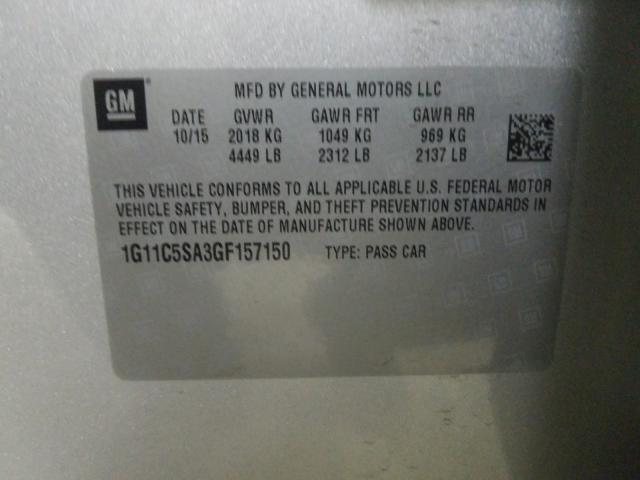 GM
MFD BY GENERAL MOTORS LLC
DATE GVWR GAWR FRT GAWR RR
10/15 2018 KG 1049 KG 969 KG
4449 LB 2312 LB 2137 LB
THIS VEHICLE CONFORMS TO ALL APPLICABLE U.S. FEDERAL MOTOR
VEHICLE SAFETY, BUMPER, AND THEFT PREVENTION STANDARDS IN
EFFECT ON THE DATE OF MANUFACTURE SHOWN ABOVE.
1G11C5SA3GF157150 TYPE: PASS CAR